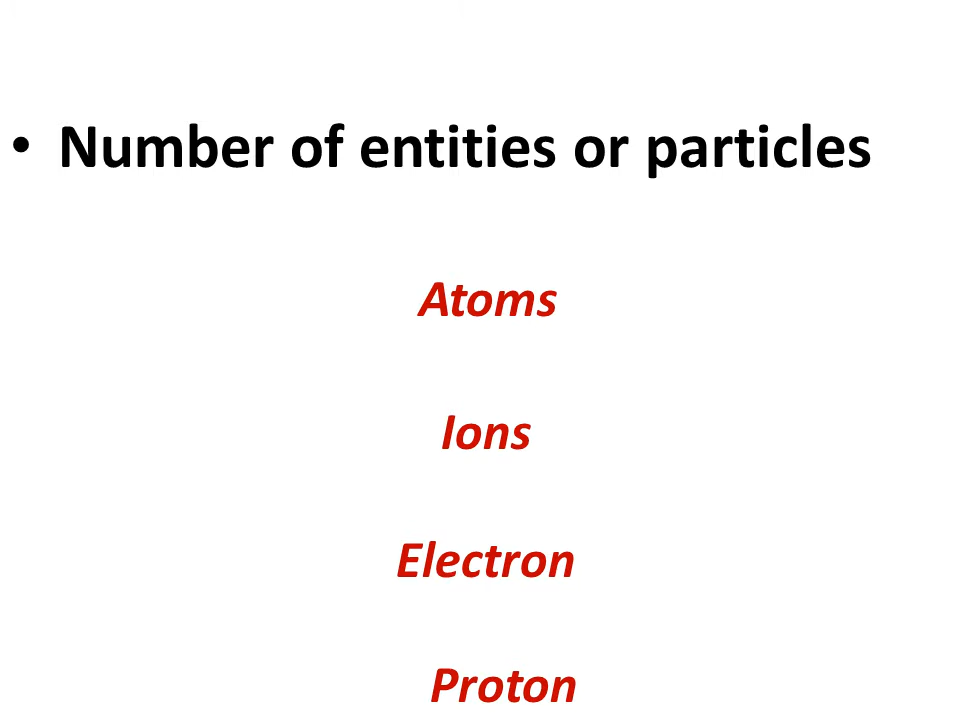 • Number of entities or particles
Atoms
Ions
Electron
Proton